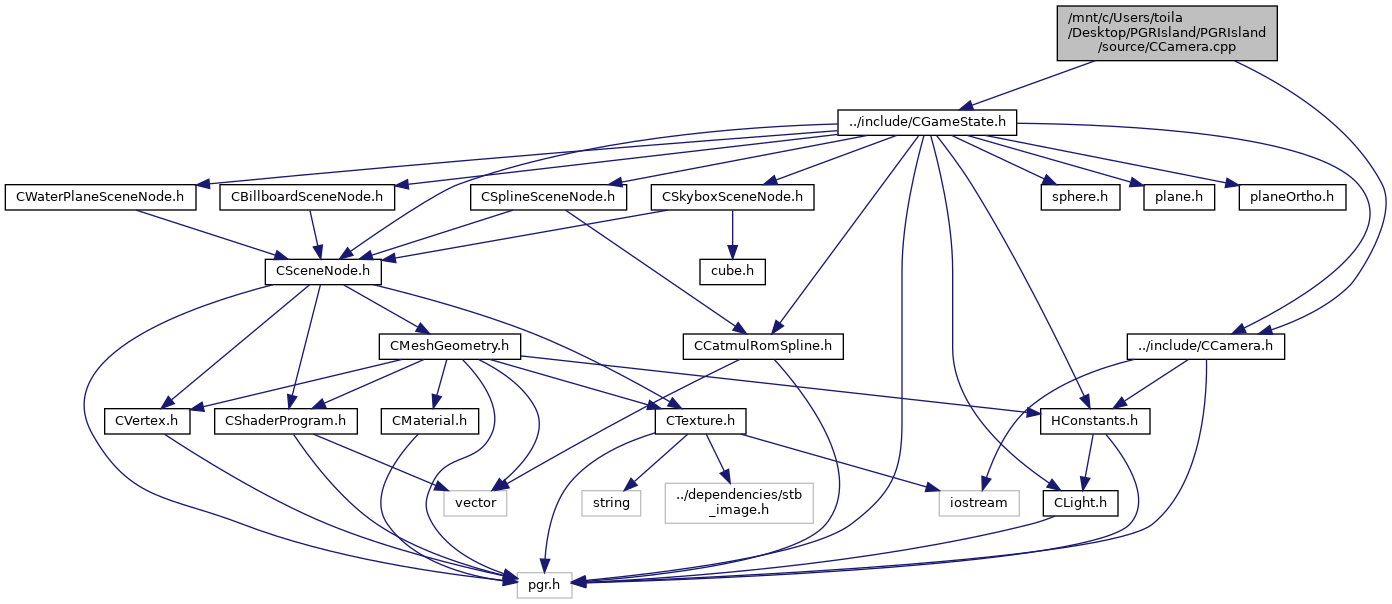 /mnt/c/Users/toila
/Desktop/PGRIsland/PGRIsland
/source/CCamera.cpp
../include/CGameState.h
CWaterPlaneSceneNode.h
CBillboardSceneNode.h
CSplineSceneNode.h
CSkyboxSceneNode.h
sphere.h
plane.h
planeOrtho.h
CSceneNode.h
cube.h
CMeshGeometry.h
CCatmulRomSpline.h
../include/CCamera.h
CVertex.h
CShaderProgram.h
CMaterial.h
CTexture.h
HConstants.h
vector
string
../dependencies/stb
_image.h
iostream
CLight.h
pgr.h